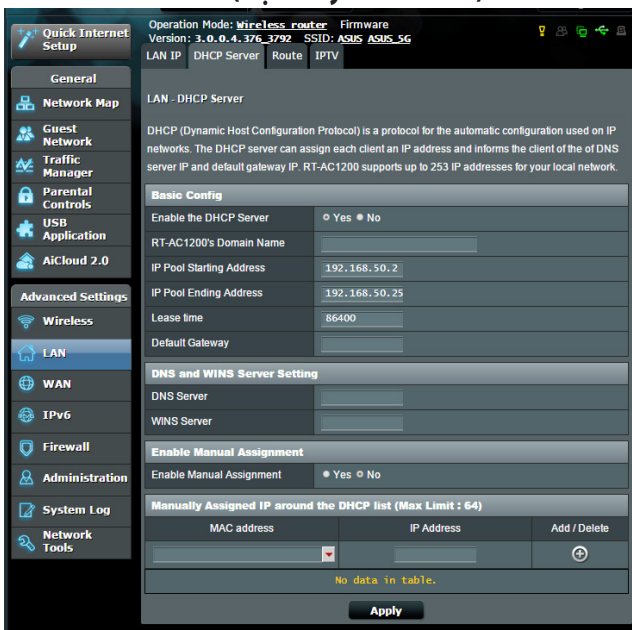 Operation Mode: Wireless router Firmware
Version: 3.0.0.4.376_3792 SSID: ASUS ASUS_5G
Quick Internet
Setup
General
Network Map
Guest
Network
Traffic
Manager
Parental
Controls
USB
Application
AiCloud 2.0
Advanced Settings
Wireless
LAN
WAN
IPv6
Firewall
Administration
System Log
Network
Tools
LAN IP DHCP Server Route IPTV
LAN - DHCP Server
DHCP (Dynamic Host Configuration Protocol) is a protocol for the automatic configuration used on IP
networks. The DHCP server can assign each client an IP address and informs the client of the of DNS
server IP and default gateway IP. RT-AC1200 supports up to 253 IP addresses for your local network.
Basic Config
Enable the DHCP Server Yes No
RT-AC1200's Domain Name
IP Pool Starting Address 192.168.50.2
IP Pool Ending Address 192.168.50.25
Lease time 86400
Default Gateway
DNS and WINS Server Setting
DNS Server
WINS Server
Enable Manual Assignment
Enable Manual Assignment Yes No
Manually Assigned IP around the DHCP list (Max Limit : 64)
MAC address IP Address Add / Delete
No data in table.
Apply